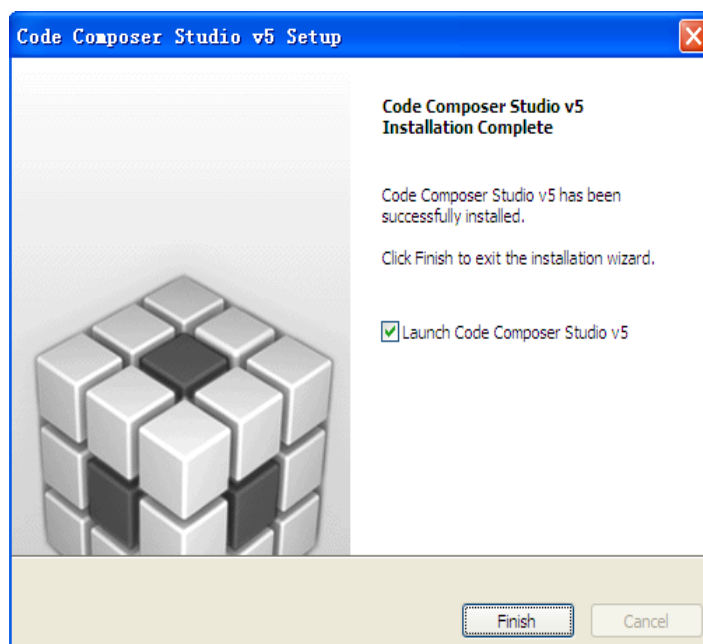 Code Composer Studio v5 Setup
Code Composer Studio v5
Installation Complete
Code Composer Studio v5 has been
successfully installed.
Click Finish to exit the installation wizard.
Launch Code Composer Studio v5
Finish
Cancel